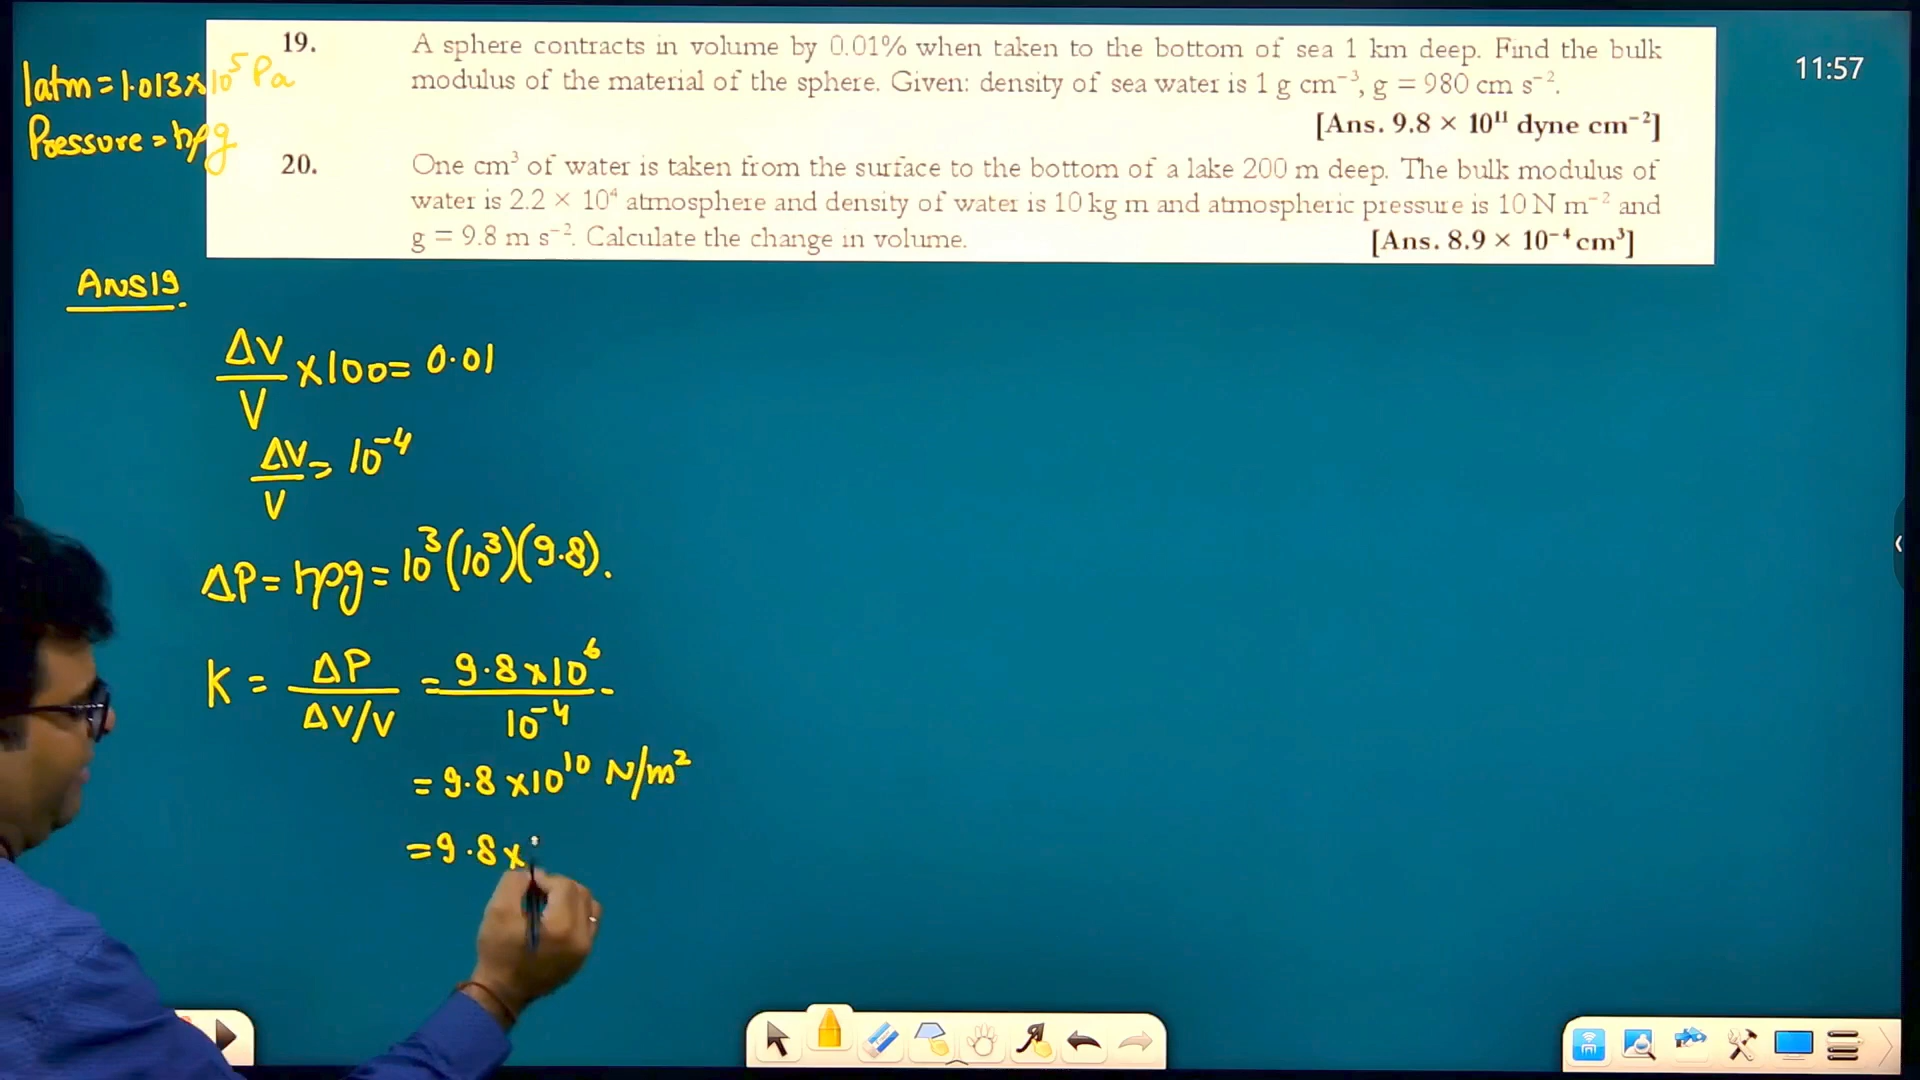 1atm = 1.013×10⁵ Pa
Pressure = hρg
19. A sphere contracts in volume by 0.01% when taken to the bottom of sea 1 km deep. Find the bulk
modulus of the material of the sphere. Given: density of sea water is 1 g cm⁻³, g = 980 cm s⁻².
[Ans. 9.8 × 10¹¹ dyne cm⁻²]
20. One cm³ of water is taken from the surface to the bottom of a lake 200 m deep. The bulk modulus of
water is 2.2 × 10⁴ atmosphere and density of water is 10 kg m and atmospheric pressure is 10 N m⁻² and
g = 9.8 m s⁻². Calculate the change in volume.
[Ans. 8.9 × 10⁻⁴ cm³]
11:57
Ans19.
ΔV/V ×100 = 0.01
ΔV/V = 10⁻⁴
ΔP = hρg = 10³(10³)(9.8).
K = ΔP/(ΔV/V) = 9.8×10⁶/10⁻⁴
= 9.8×10¹⁰ N/m²
= 9.8×